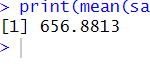 > print(mean(sa
[1] 656.8813
>